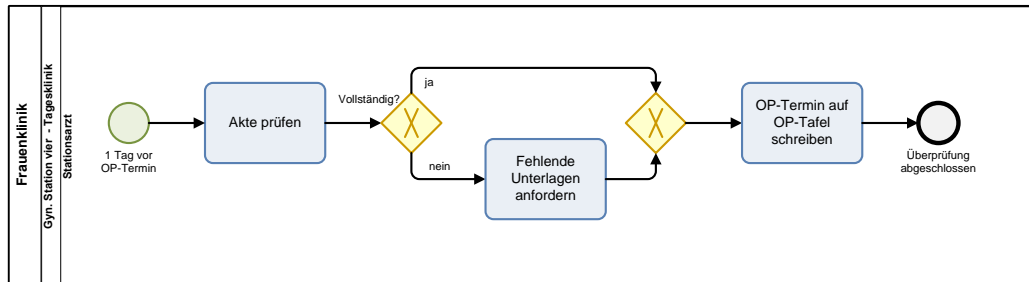 Frauenklinik
Gyn. Station vier - Tagesklinik
Stationsarzt
1 Tag vor
OP-Termin
Akte prüfen
Vollständig?
ja
nein
Fehlende
Unterlagen
anfordern
OP-Termin auf
OP-Tafel
schreiben
Überprüfung
abgeschlossen